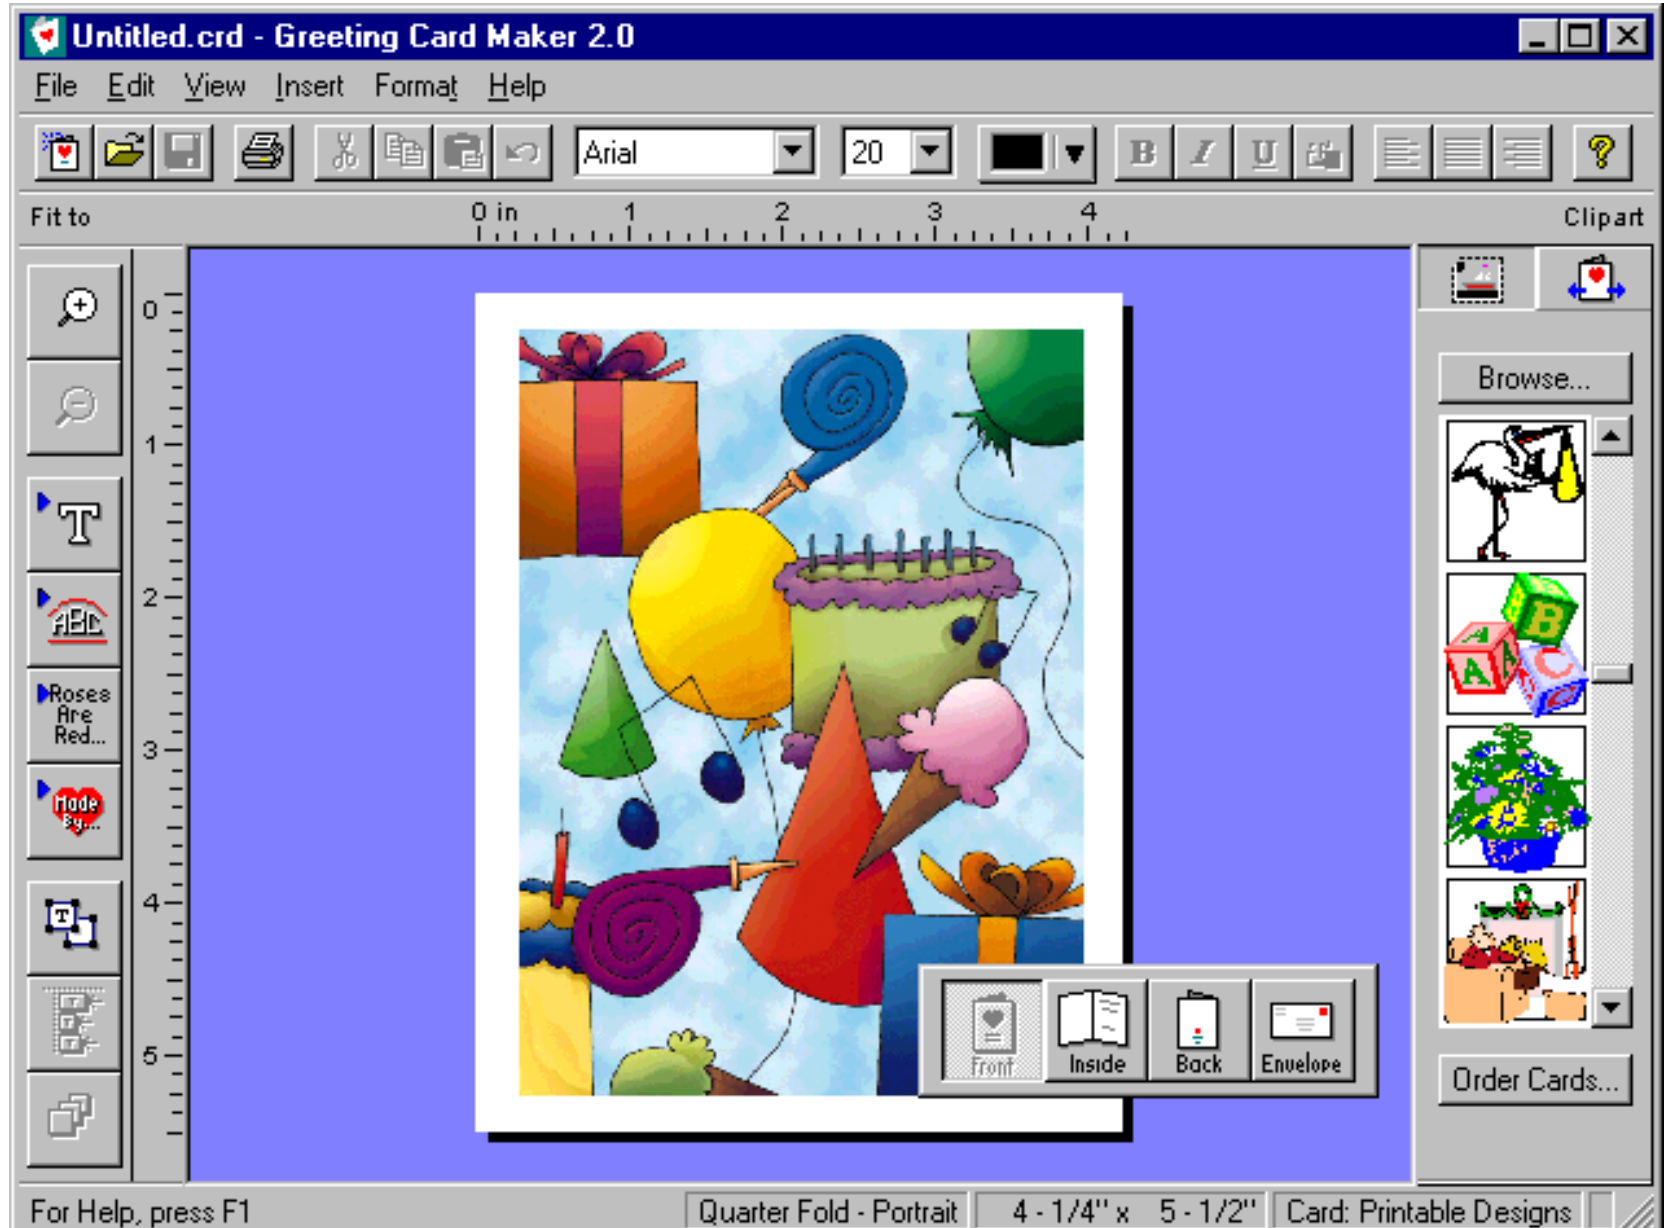 Untitled.crd - Greeting Card Maker 2.0
File Edit View Insert Format Help
Arial 20 B I U ?
Fit to 0 in 1 2 3 4 Clipart
0
1
2
3
4
5
T
ABC
Roses
Are
Red...
Made
By...
T
T
T
T
Browse...
B
A A C
Front Inside Back Envelope
Order Cards...
For Help, press F1 Quarter Fold - Portrait 4 - 1/4" x 5 - 1/2" Card: Printable Designs